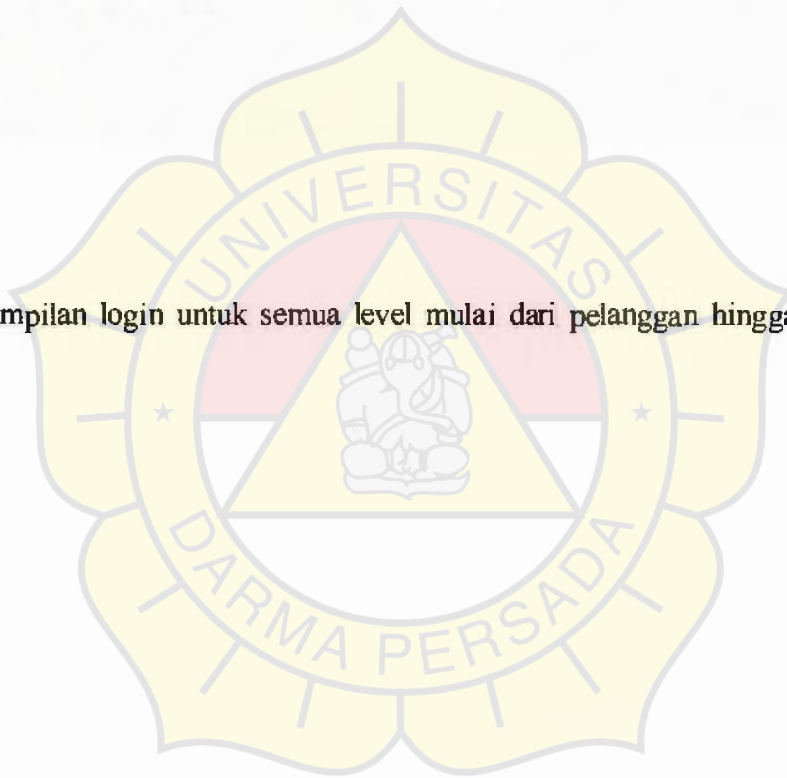 UNIVERSITAS
mpilan login untuk semua level mulai dari pelanggan hingga
DARMA PERSADA